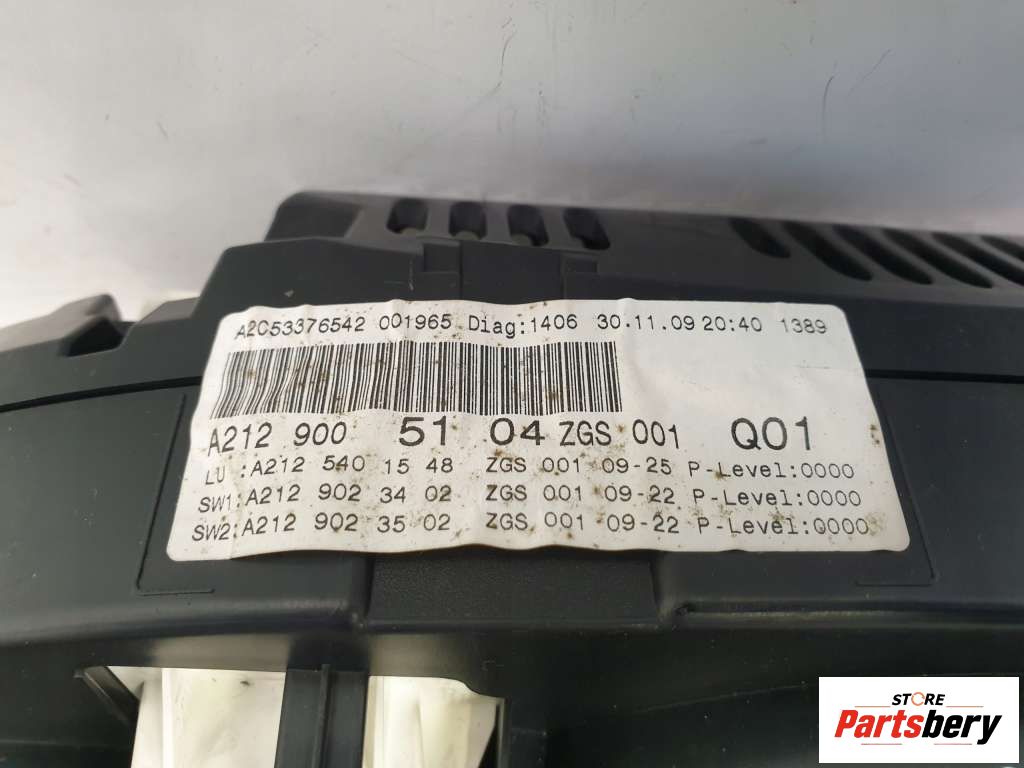 A2C53376542 001965 Diag:1406 30.11.09 20:40 1389
A212 900 51 04 ZGS 001 Q01
LU :A212 540 15 48 ZGS 001 09-25 P-Level:0000
SW1:A212 902 34 02 ZGS 001 09-22 P-Level:0000
SW2:A212 902 35 02 ZGS 001 09-22 P-Level:0000
STORE
Partsbery